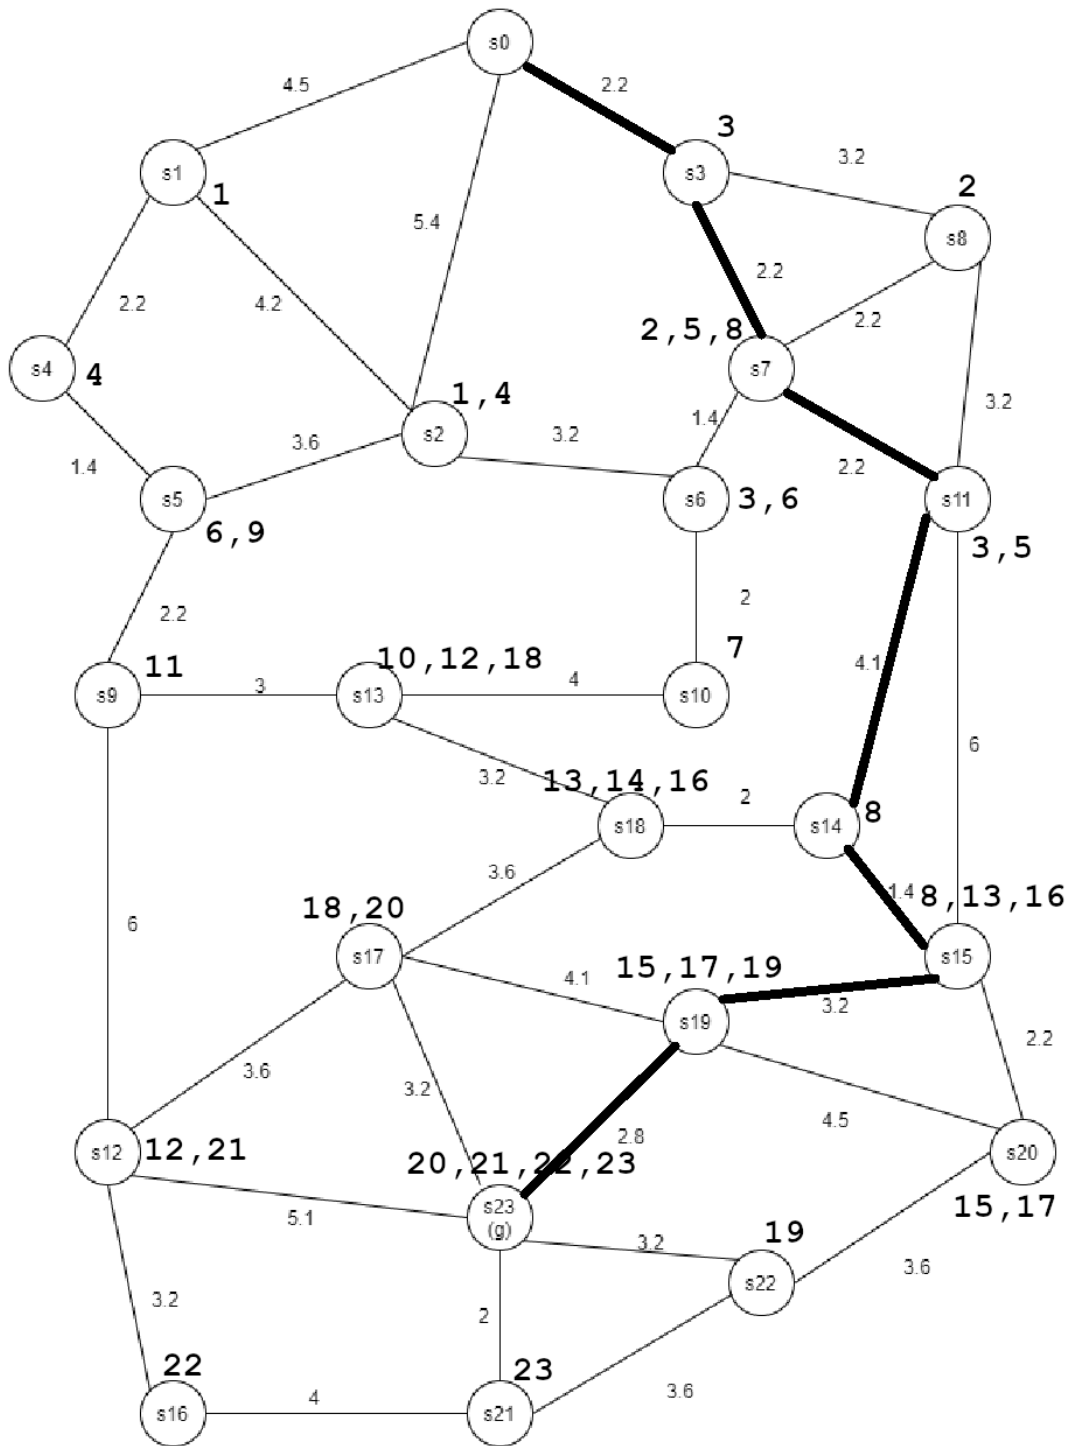 s0
4.5
2.2
3
s1
s3
3.2
1
2
5.4
s8
2.2
4.2
2.2
2,5,8
2.2
s4
4
s7
1,4
3.2
1.4
s2
3.6
3.2
1.4
2.2
s5
s6
3,6
s11
6,9
3,5
2.2
2
7
11
10,12,18
4.1
s9
3
s13
4
s10
3.2
13,14,16
6
2
8
s18
s14
3.6
1.4
8,13,16
18,20
6
s17
15,17,19
s15
4.1
3.2
s19
2.2
3.6
3.2
4.5
2.8
s12
12,21
20,21,22,23
s20
s23
(g)
15,17
5.1
19
3.2
3.6
s22
3.2
2
22
23
3.6
4
s16
s21